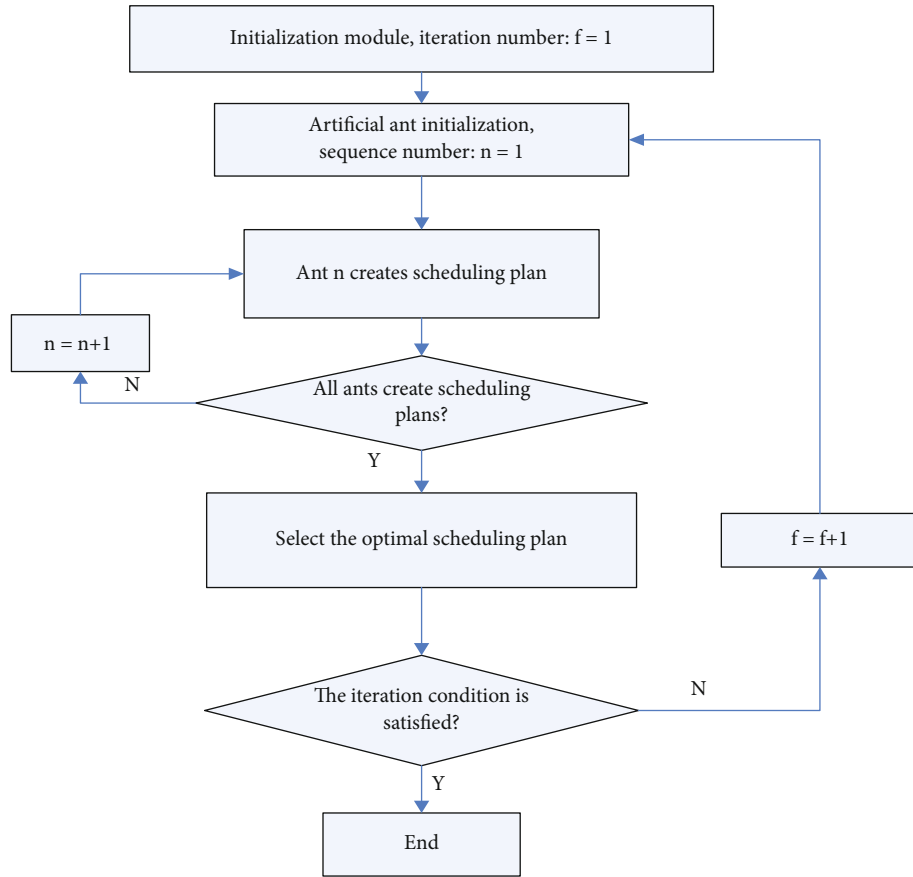 Initialization module, iteration number: f = 1
Artificial ant initialization,
sequence number: n = 1
Ant n creates scheduling plan
n = n+1
N
All ants create scheduling
plans?
Y
Select the optimal scheduling plan
f = f+1
The iteration condition is
satisfied?
N
Y
End